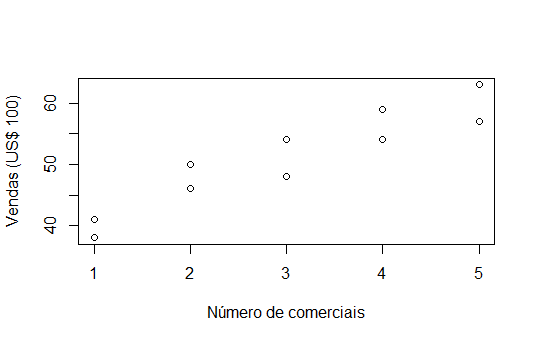 Vendas (US$ 100)
60
50
40
1 2 3 4 5
Número de comerciais